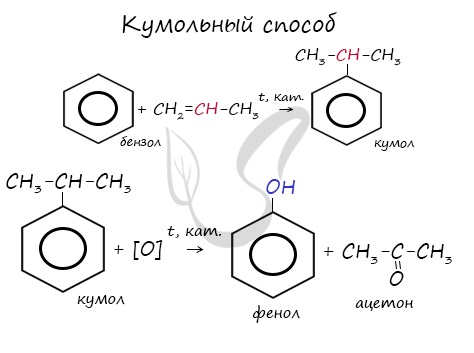 Кумольный способ
CH₃-CH-CH₃
+ CH₂=CH-CH₃ t, кат. →
бензол
кумол
CH₃-CH-CH₃
OH
+ [O] t, кат. → + CH₃-C-CH₃
O
кумол
фенол
ацетон